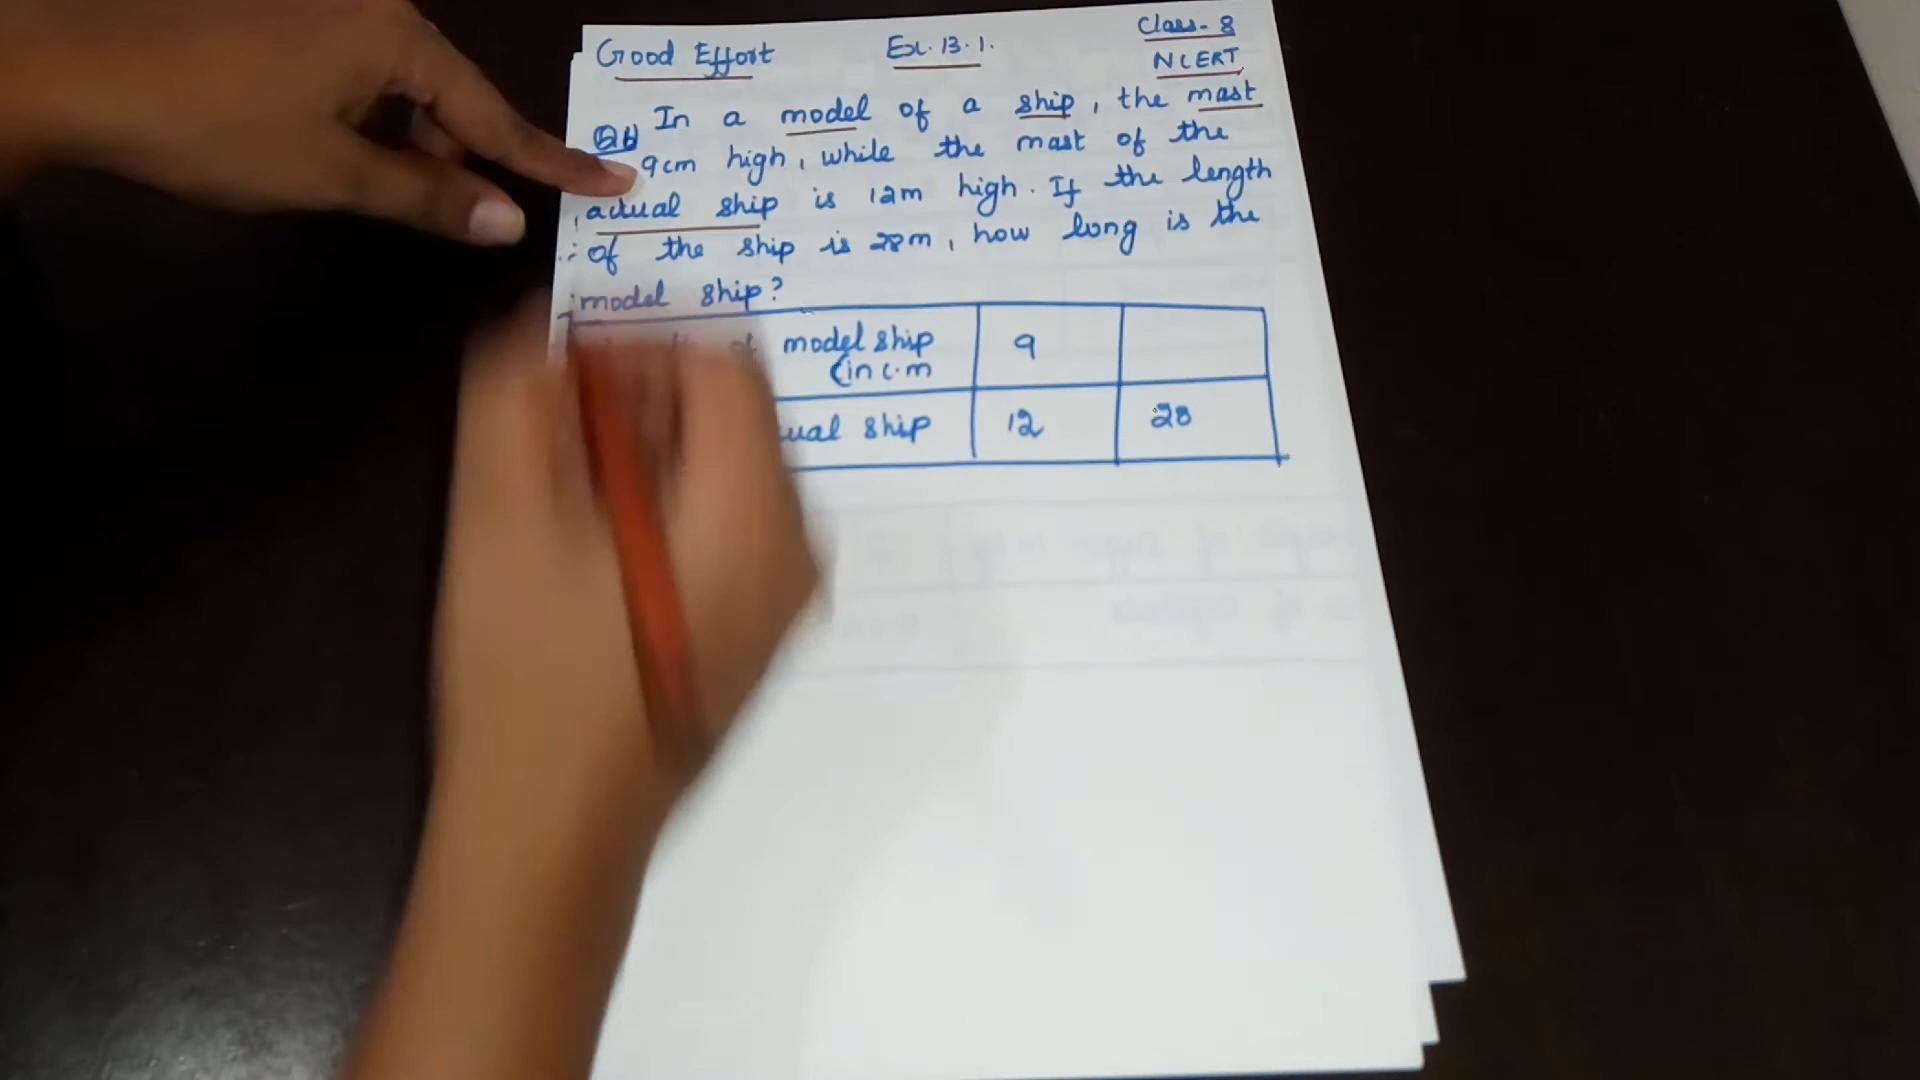 Good Effort Ex. 13.1. Class- 8
NCERT
In a model of a ship, the mast
9cm high, while the mast of the
actual ship is 12m high. If the length
of the ship is 28m, how long is the
model ship?
of model ship 9
(in c.m
ship 12 28